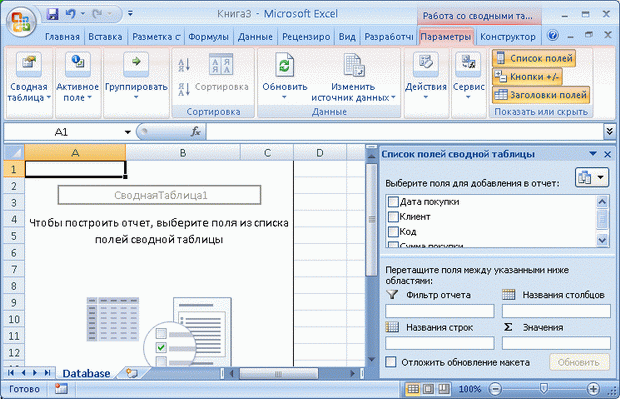 Книга3 - Microsoft Excel
Работа со сводными та...
Главная Вставка Разметка с Формулы Данные Рецензиро Вид Разработчи Параметры Конструктор
Сводная таблица
Активное поле
Группировать
Сортировка
Сортировка
Обновить
Изменить источник данных
Данные
Действия
Сервис
Список полей
Кнопки +/-
Заголовки полей
Показать или скрыть
A1
fx
A B C D
1
2
3
4
5
6
7
8
9
10
11
12
СводнаяТаблица1
Чтобы построить отчет, выберите поля из списка
полей сводной таблицы
Список полей сводной таблицы
Выберите поля для добавления в отчет:
Дата покупки
Клиент
Код
Сумма покупки
Перетащите поля между указанными ниже
областями:
Фильтр отчета
Названия столбцов
Названия строк
Σ Значения
Отложить обновление макета
Обновить
Database
Готово
100%